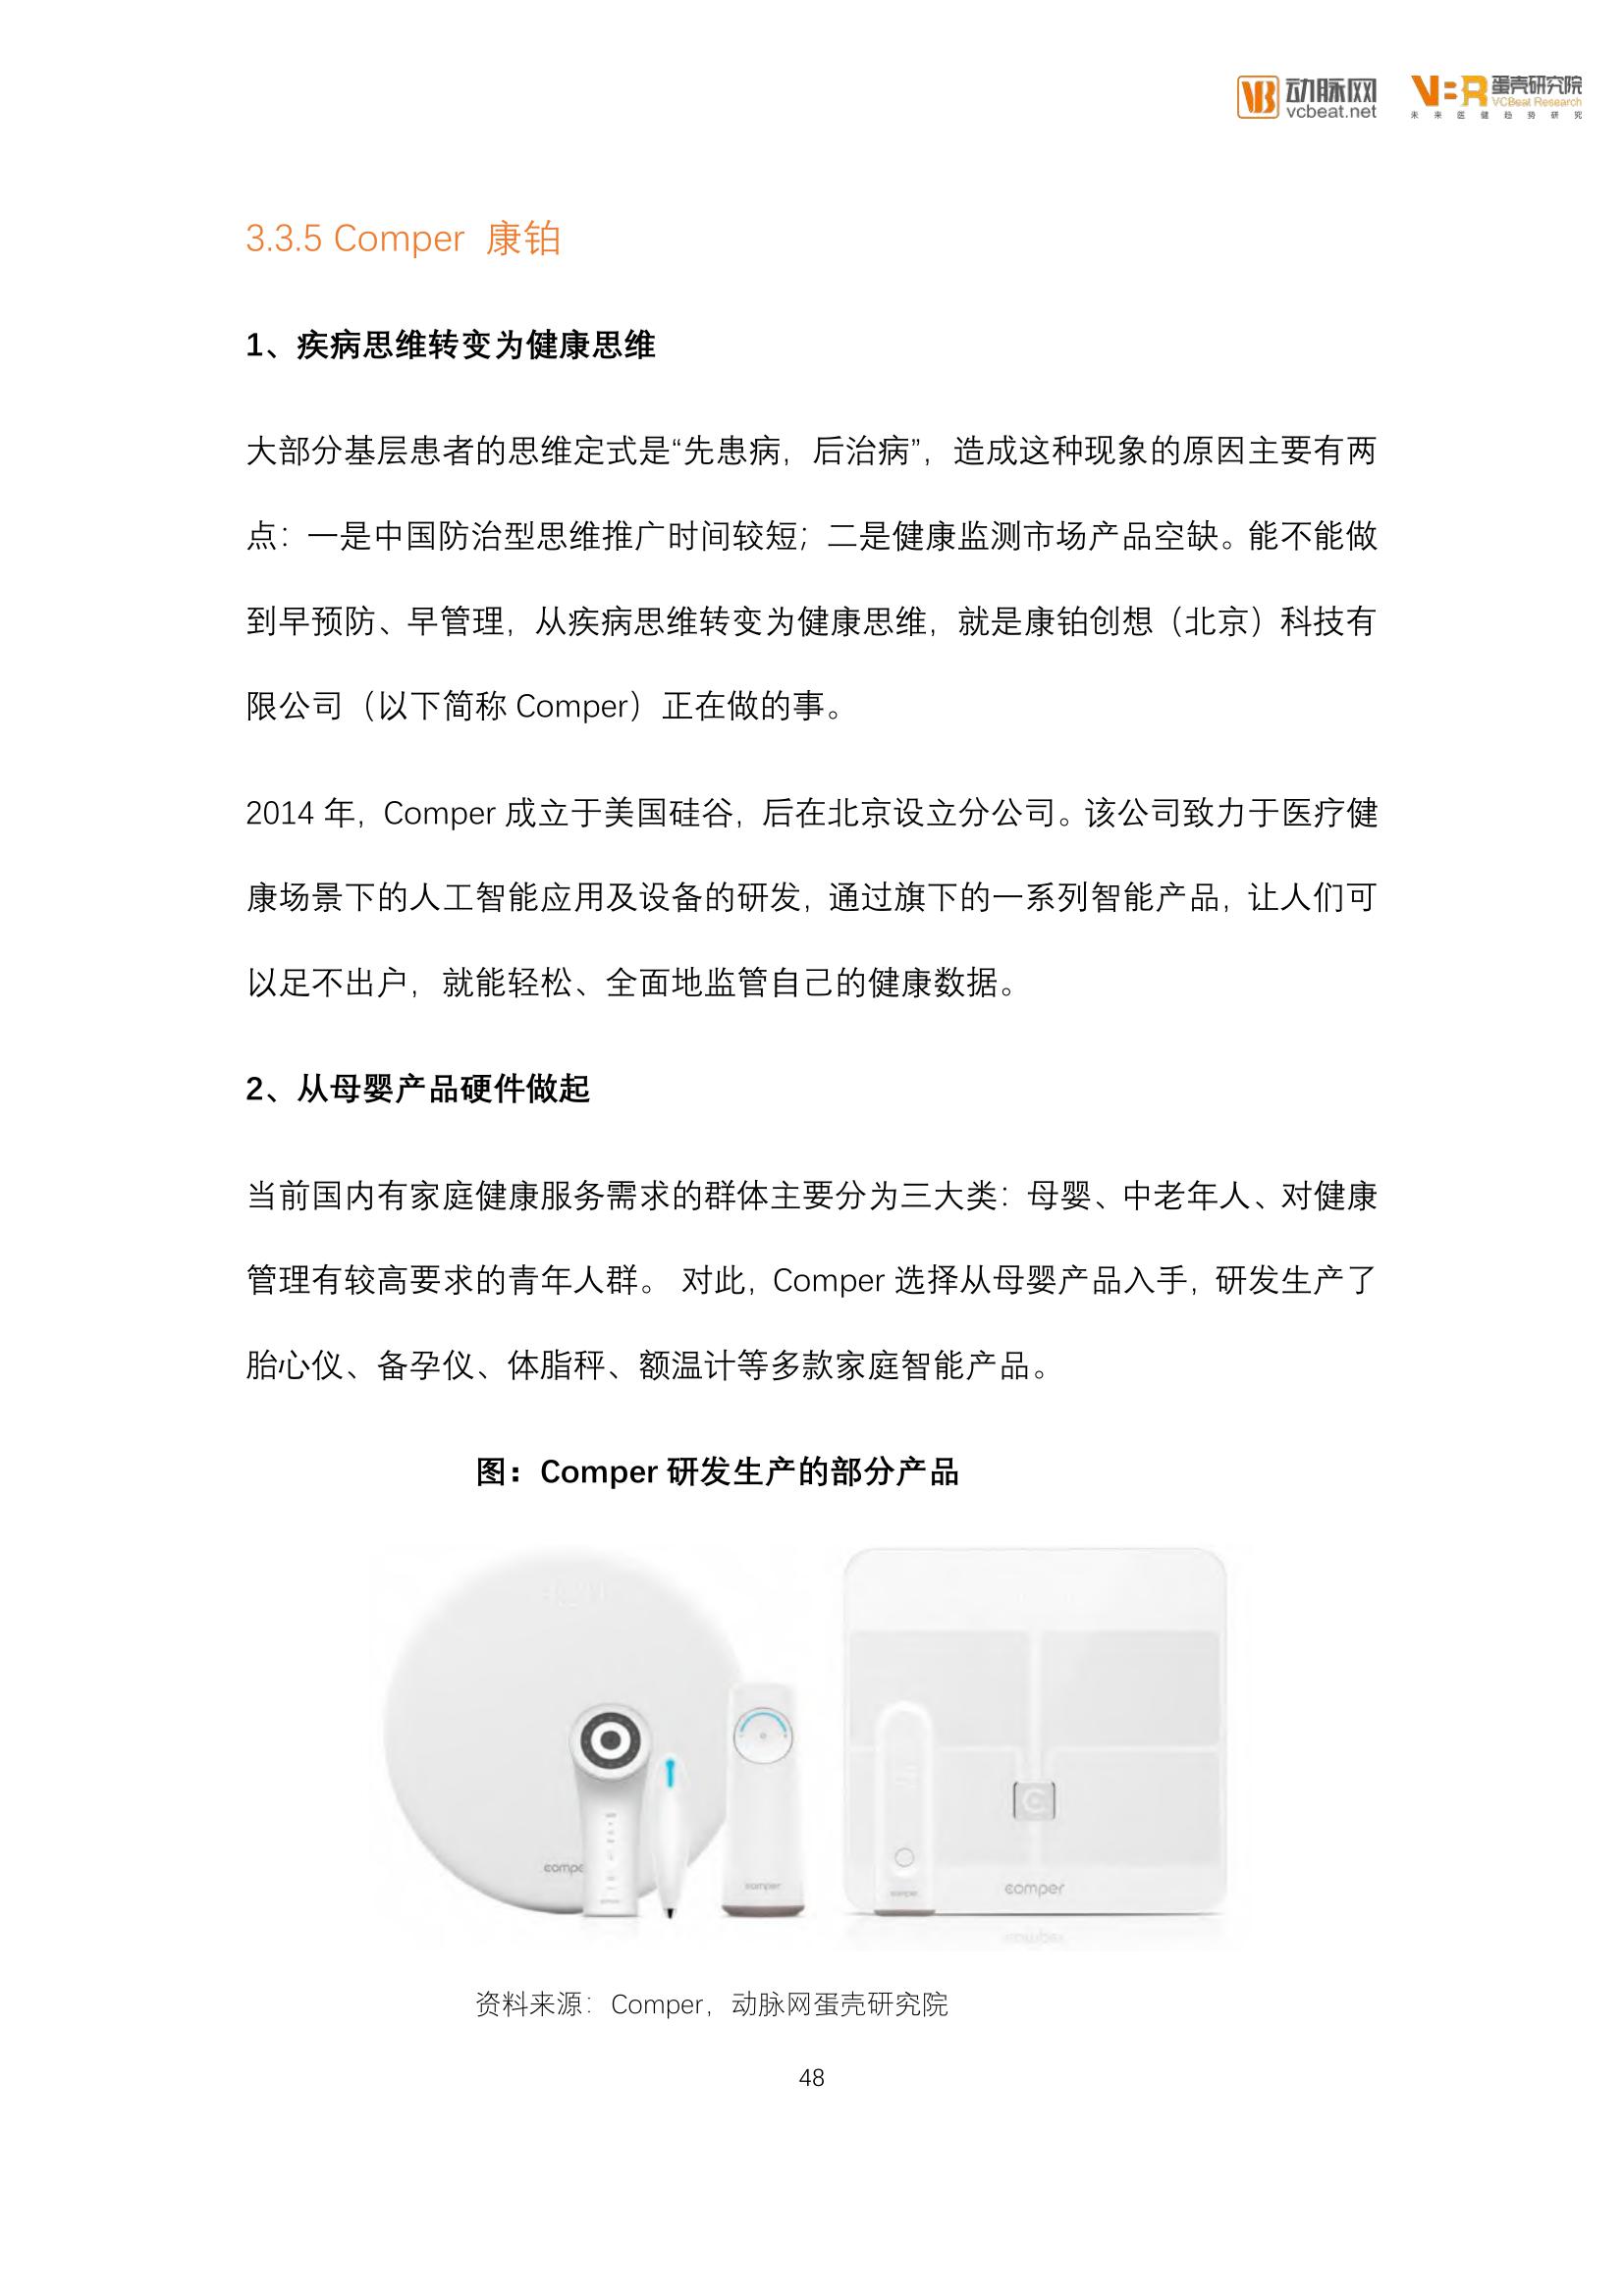 动脉网
vcbeat.net
VBR 蛋壳研究院
VCBeat Research
未来医健趋势研究
3.3.5 Comper 康铂
1、疾病思维转变为健康思维
大部分基层患者的思维定式是“先患病，后治病”，造成这种现象的原因主要有两
点：一是中国防治型思维推广时间较短；二是健康监测市场产品空缺。能不能做
到早预防、早管理，从疾病思维转变为健康思维，就是康铂创想（北京）科技有
限公司（以下简称 Comper）正在做的事。
2014 年，Comper 成立于美国硅谷，后在北京设立分公司。该公司致力于医疗健
康场景下的人工智能应用及设备的研发，通过旗下的一系列智能产品，让人们可
以足不出户，就能轻松、全面地监管自己的健康数据。
2、从母婴产品硬件做起
当前国内有家庭健康服务需求的群体主要分为三大类：母婴、中老年人、对健康
管理有较高要求的青年人群。 对此，Comper 选择从母婴产品入手，研发生产了
胎心仪、备孕仪、体脂秤、额温计等多款家庭智能产品。
图：Comper 研发生产的部分产品
compe
comper
comper
资料来源：Comper，动脉网蛋壳研究院
48